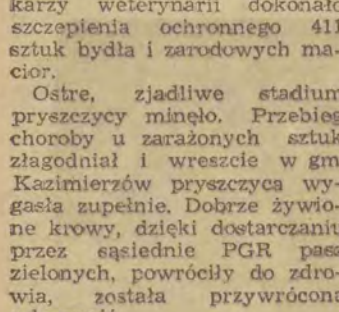 karzy weterynarii dokonało
szczepienia ochronnego 411
sztuk bydła i zarodowych ma-
cior.
Ostre, zjadliwe stadium
pryszczycy minęło. Przebieg
choroby u zarażonych sztuk
złagodniał i wreszcie w gm.
Kazimierzów pryszczyca wy-
gasła zupełnie. Dobrze żywio-
ne krowy, dzięki dostarczaniu
przez sąsiednie PGR pasz
zielonych, powróciły do zdro-
wia, została przywrócona